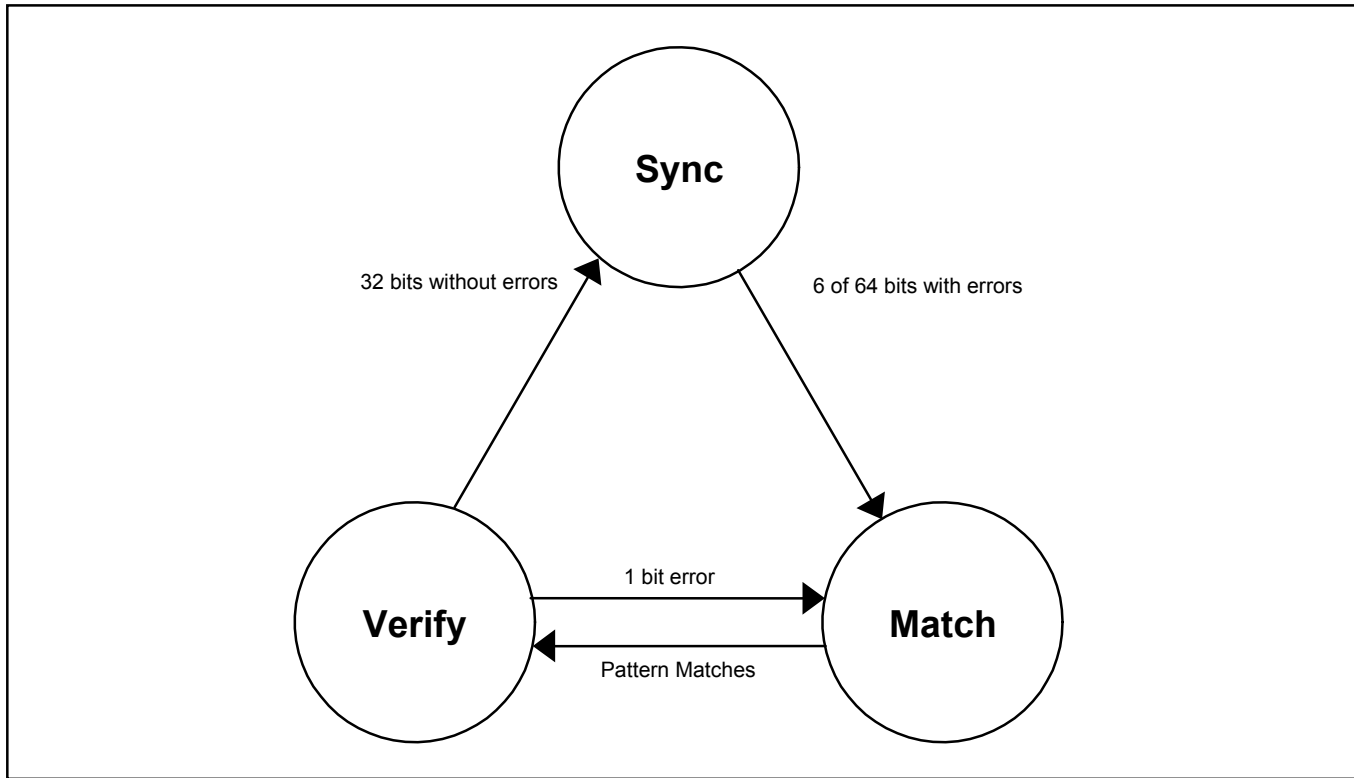 Sync
32 bits without errors
6 of 64 bits with errors
1 bit error
Verify
Match
Pattern Matches